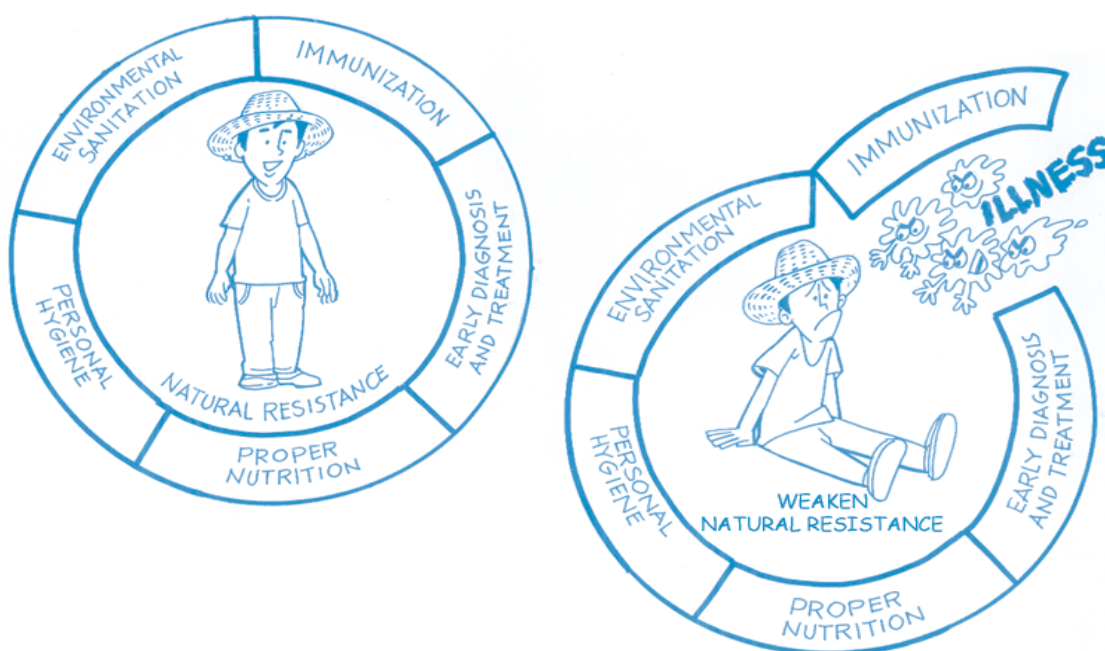 ENVIRONMENTAL
SANITATION
IMMUNIZATION
EARLY DIAGNOSIS
AND TREATMENT
PROPER
NUTRITION
PERSONAL
HYGIENE
NATURAL RESISTANCE
IMMUNIZATION
ILLNESS
ENVIRONMENTAL
SANITATION
EARLY DIAGNOSIS
AND TREATMENT
PROPER
NUTRITION
PERSONAL
HYGIENE
WEAKEN
NATURAL RESISTANCE